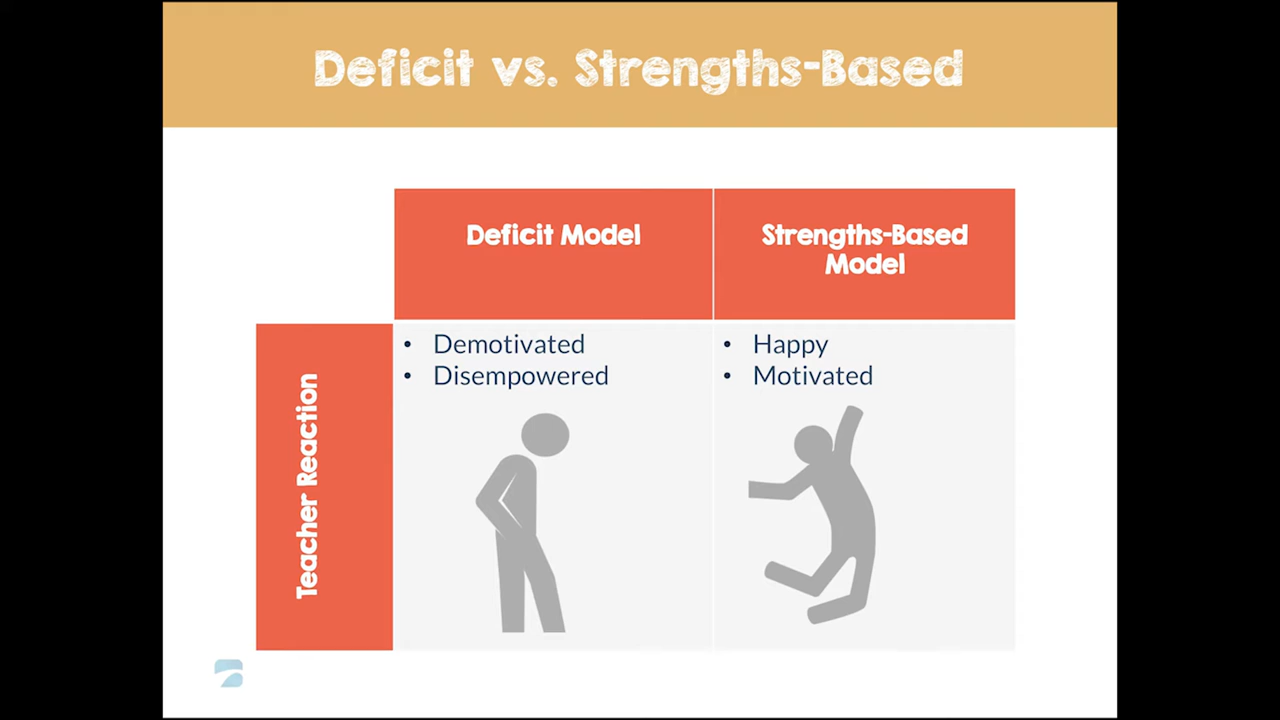 Deficit vs. Strengths-Based
Deficit Model
Strengths-Based
Model
Teacher Reaction
• Demotivated
• Disempowered
• Happy
• Motivated